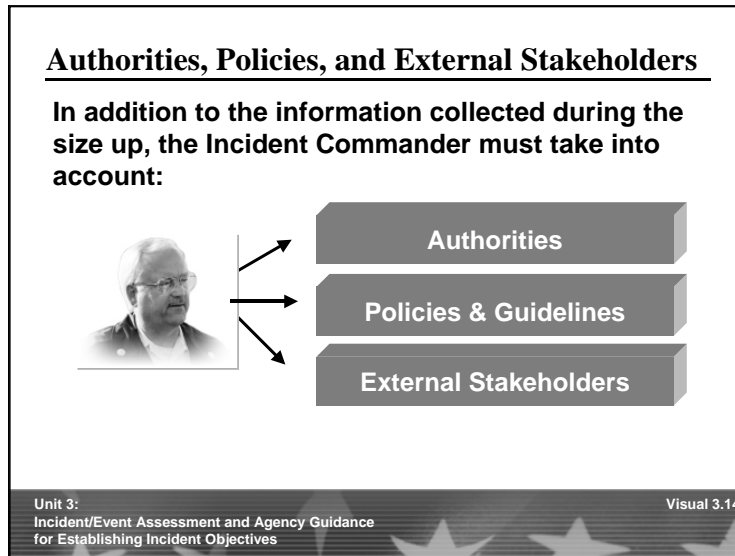 Authorities, Policies, and External Stakeholders
In addition to the information collected during the
size up, the Incident Commander must take into
account:
Authorities
Policies & Guidelines
External Stakeholders
Unit 3:
Incident/Event Assessment and Agency Guidance
for Establishing Incident Objectives
Visual 3.14